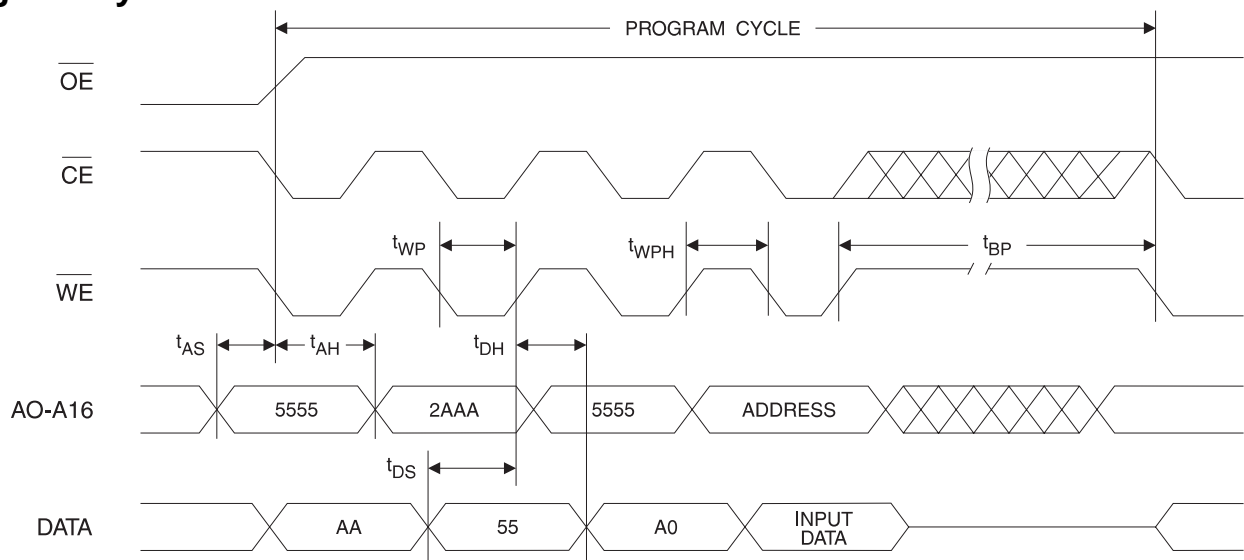 PROGRAM CYCLE
OE
CE
tWP
tWPH
tBP
WE
tAS
tAH
tDH
AO-A16
5555
2AAA
5555
ADDRESS
tDS
DATA
AA
55
A0
INPUT
DATA